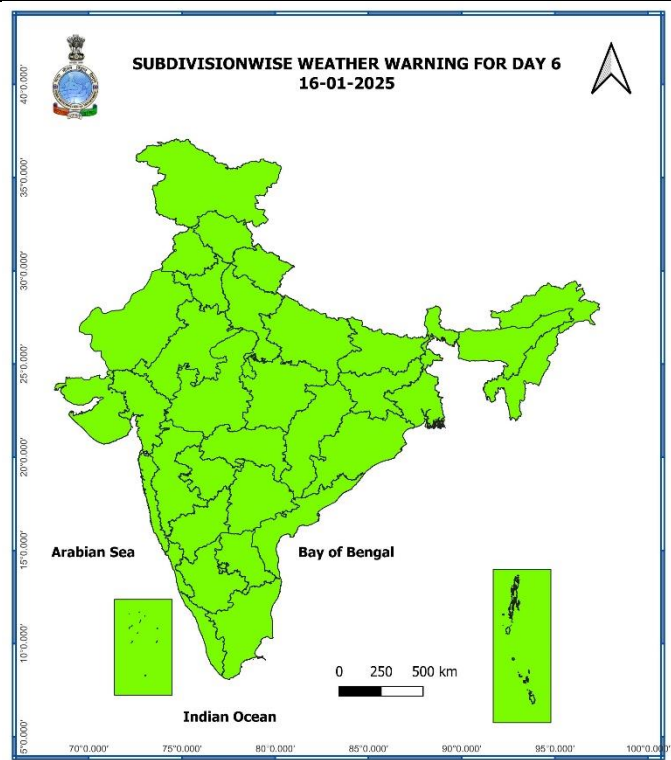 SUBDIVISIONWISE WEATHER WARNING FOR DAY 6
16-01-2025
40°0.000'
35°0.000'
30°0.000'
25°0.000'
20°0.000'
15°0.000'
10°0.000'
5°0.000'
Arabian Sea
Bay of Bengal
0 250 500 km
Indian Ocean
70°0.000' 75°0.000' 80°0.000' 85°0.000' 90°0.000' 95°0.000' 100°0.000'